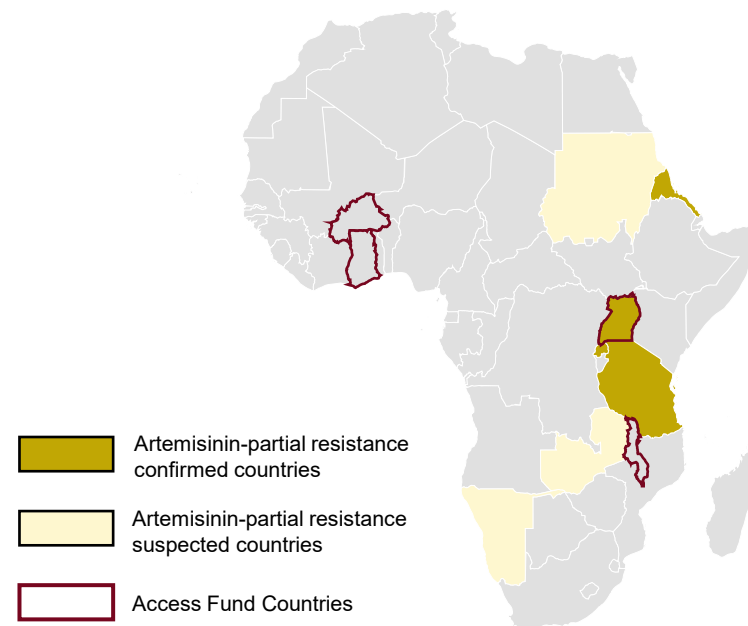 Artemisinin-partial resistance
confirmed countries
Artemisinin-partial resistance
suspected countries
Access Fund Countries